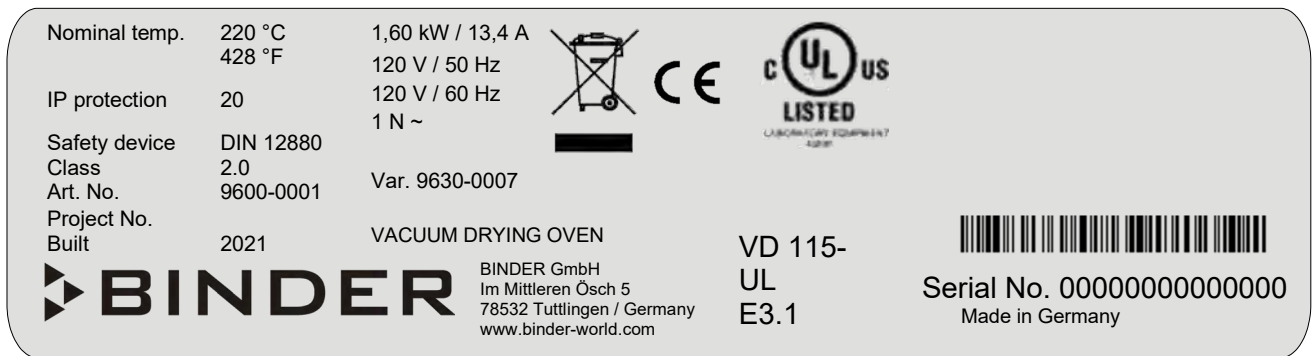 Nominal temp. 220 °C 1,60 kW / 13,4 A
428 °F
120 V / 50 Hz
IP protection 20 120 V / 60 Hz
1 N ~
Safety device DIN 12880
Class 2.0
Art. No. 9600-0001 Var. 9630-0007
Project No.
Built 2021 VACUUM DRYING OVEN
CE
C UL US
LISTED
LABORATORY EQUIPMENT
BINDER
BINDER GmbH
Im Mittleren Ösch 5
78532 Tuttlingen / Germany
www.binder-world.com
VD 115-
UL
E3.1
Serial No. 00000000000000
Made in Germany